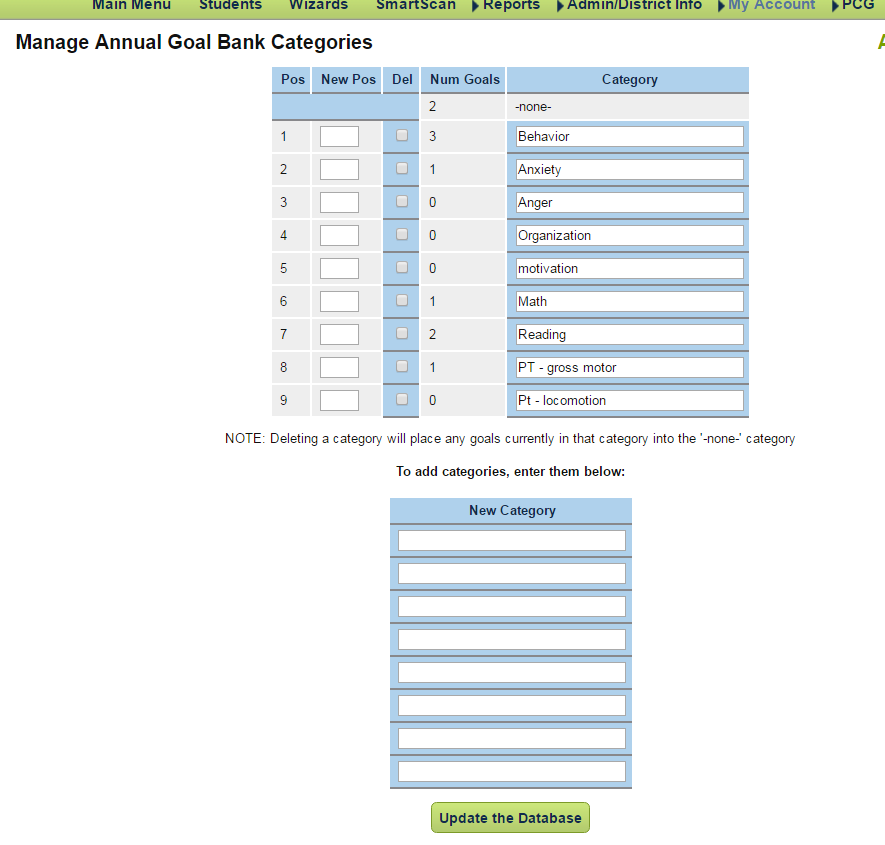 Main Menu Students Wizards SmartScan Reports Admin/District Info My Account PCG
Manage Annual Goal Bank Categories
Pos New Pos Del Num Goals Category
2 -none-
1 3 Behavior
2 1 Anxiety
3 0 Anger
4 0 Organization
5 0 motivation
6 1 Math
7 2 Reading
8 1 PT - gross motor
9 0 Pt - locomotion
NOTE: Deleting a category will place any goals currently in that category into the '-none-' category
To add categories, enter them below:
New Category
Update the Database